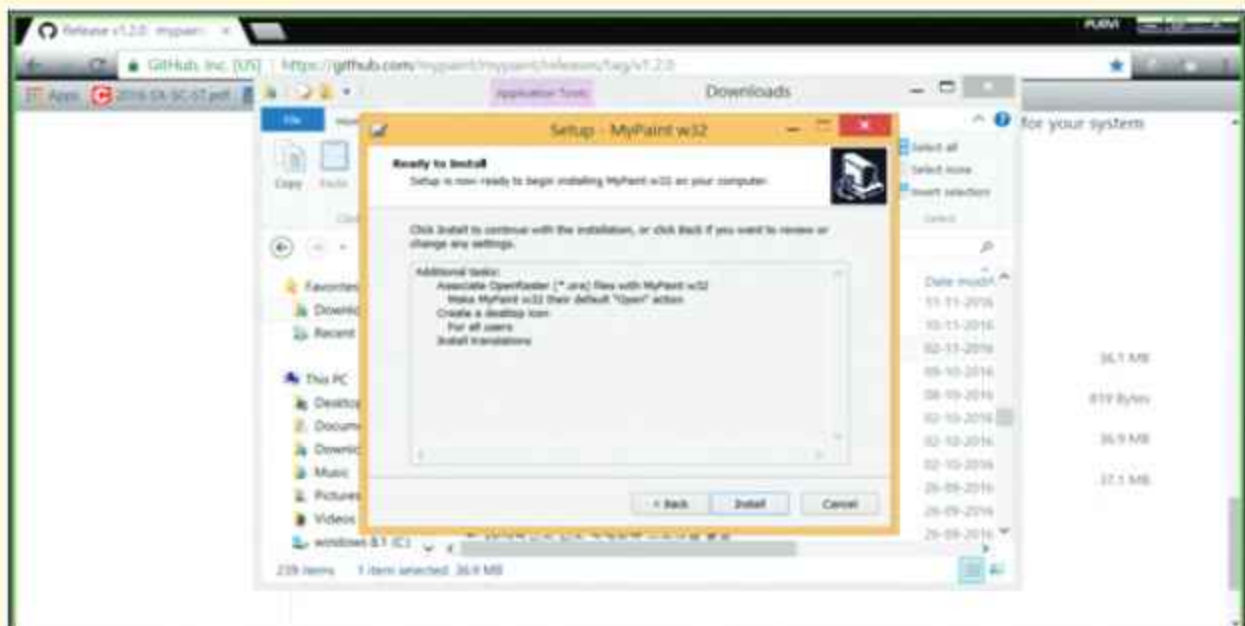 Release v1.2.0 · mypain
PURVI
GitHub, Inc. [US]
https://github.com/mypaint/mypaint/releases/tag/v1.2.0
Apps
Application Tools
Downloads
for your system
File
Setup - MyPaint w32
Select all
Select none
Invert selection
Select
Copy
Paste
Ready to Install
Setup is now ready to begin installing MyPaint w32 on your computer.
Click Install to continue with the installation, or click Back if you want to review or
change any settings.
Additional tasks:
Associate OpenRaster (*.ora) files with MyPaint w32
Make MyPaint w32 their default "Open" action
Create a desktop icon
For all users
Install translations
Favorites
Downlo
Recent
This PC
Desktop
Docume
Downlo
Music
Pictures
Videos
windows 8.1 (C:)
Date modifi
11-11-2016
10-11-2016
02-11-2016
09-10-2016
08-10-2016
02-10-2016
02-10-2016
02-10-2016
26-09-2016
26-09-2016
26-09-2016
36.1 MB
819 Bytes
36.9 MB
37.1 MB
< Back
Install
Cancel
239 items
1 item selected 36.9 MB